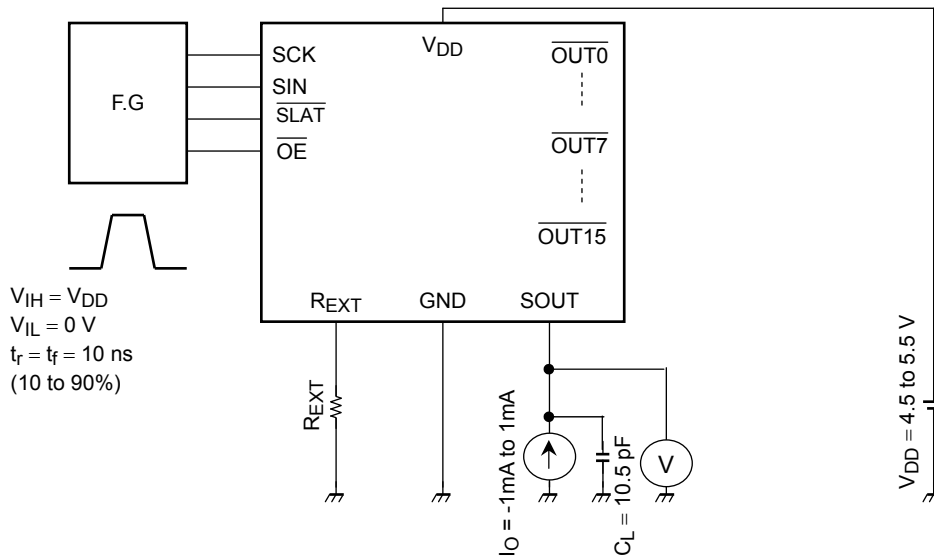 F.G
SCK
SIN
SLAT
OE
VDD
OUT0
OUT7
OUT15
REXT
GND
SOUT
VIH = VDD
VIL = 0 V
tr = tf = 10 ns
(10 to 90%)
REXT
IO = -1mA to 1mA
CL = 10.5 pF
V
VDD = 4.5 to 5.5 V